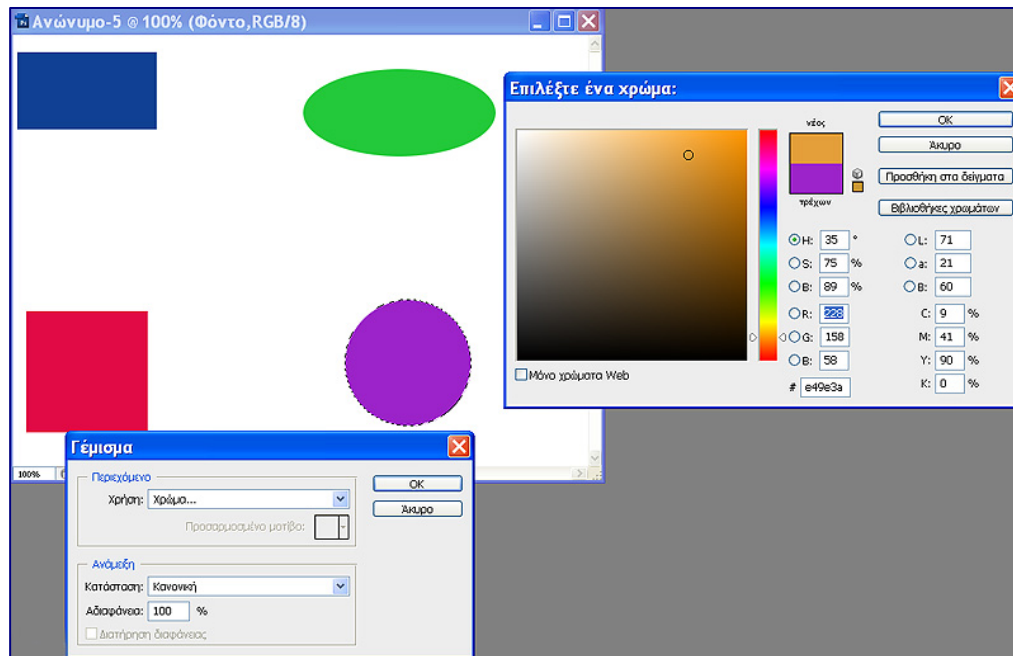 Ανώνυμο-5 @ 100% (Φόντο,RGB/8)
Επιλέξτε ένα χρώμα:
νέος
τρέχων
OK
Άκυρο
Προσθήκη στα δείγματα
Βιβλιοθήκες χρωμάτων
H: 35 °
S: 75 %
B: 89 %
R: 228
G: 158
B: 58
# e49e3a
L: 71
a: 21
B: 60
C: 9 %
M: 41 %
Y: 90 %
K: 0 %
Μόνο χρώματα Web
100%
Γέμισμα
Περιεχόμενο
Χρήση: Χρώμα...
Προσαρμοσμένο μοτίβο:
Ανάμειξη
Κατάσταση: Κανονική
Αδιαφάνεια: 100 %
Διατήρηση διαφάνειας
OK
Άκυρο